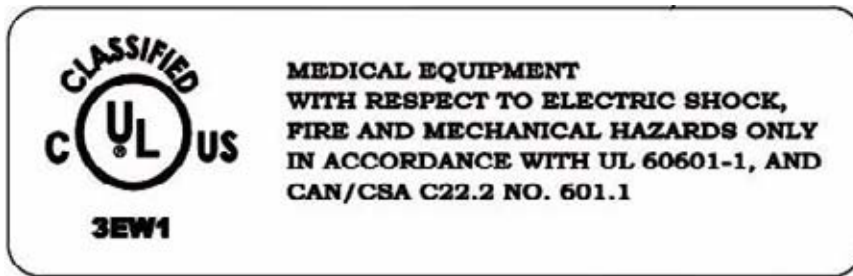 CLASSIFIED
C UL® US
3EW1
MEDICAL EQUIPMENT
WITH RESPECT TO ELECTRIC SHOCK,
FIRE AND MECHANICAL HAZARDS ONLY
IN ACCORDANCE WITH UL 60601-1, AND
CAN/CSA C22.2 NO. 601.1